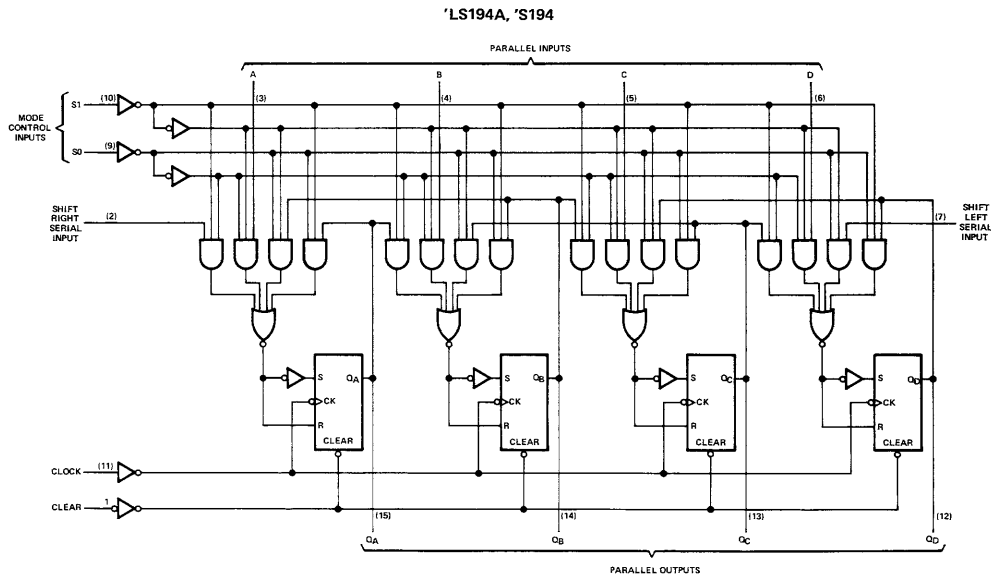 'LS194A, 'S194
PARALLEL INPUTS
A
B
C
D
(3)
(4)
(5)
(6)
MODE
CONTROL
INPUTS
S1
(10)
S0
(9)
SHIFT
RIGHT
SERIAL
INPUT
(2)
(7)
SHIFT
LEFT
SERIAL
INPUT
S
QA
CK
R
CLEAR
S
QB
CK
R
CLEAR
S
QC
CK
R
CLEAR
S
QD
CK
R
CLEAR
CLOCK
(11)
CLEAR
1
(15)
(14)
(13)
(12)
QA
QB
QC
QD
PARALLEL OUTPUTS